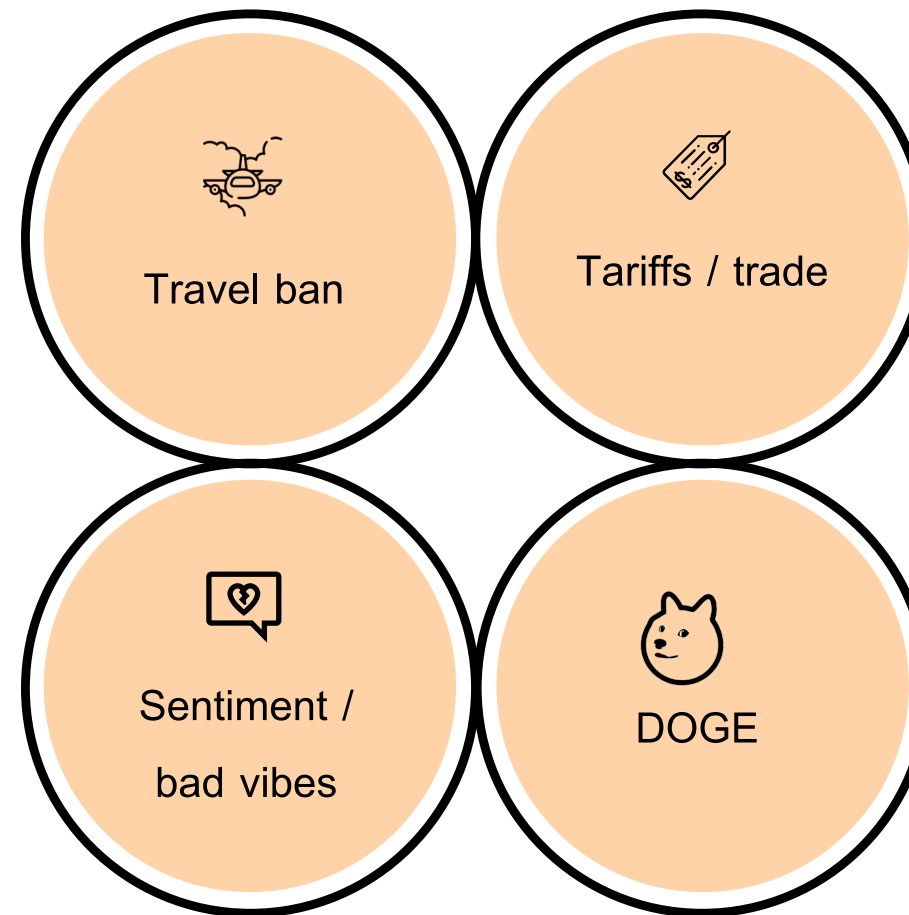 Travel ban
Tariffs / trade
Sentiment /
bad vibes
DOGE